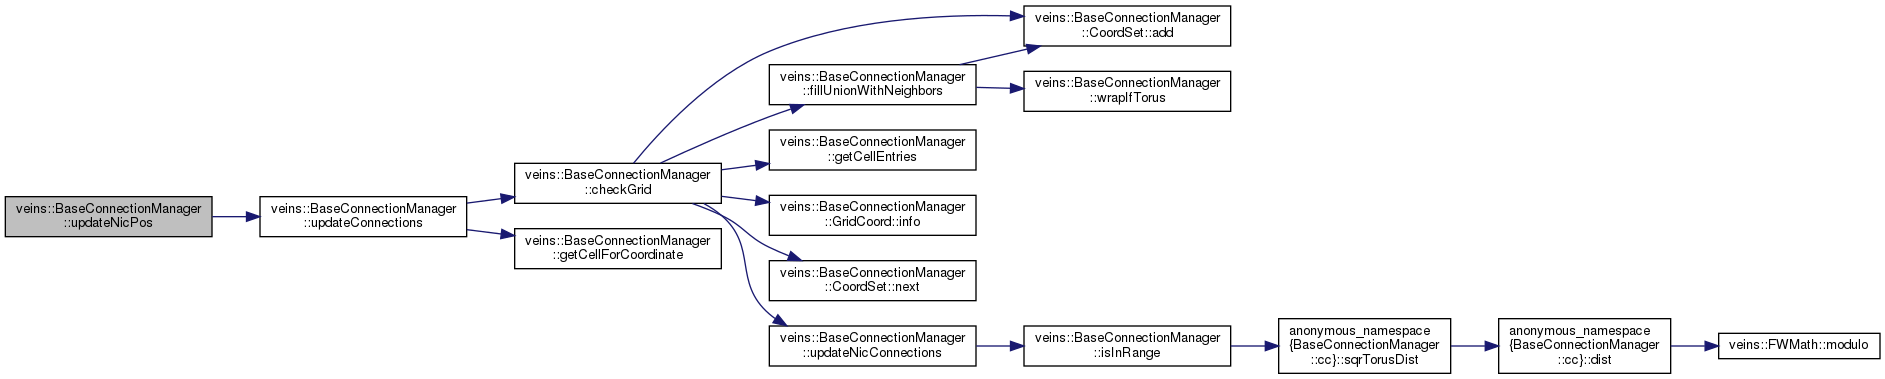 veins::BaseConnectionManager
::updateNicPos
veins::BaseConnectionManager
::updateConnections
veins::BaseConnectionManager
::checkGrid
veins::BaseConnectionManager
::getCellForCoordinate
veins::BaseConnectionManager
::CoordSet::add
veins::BaseConnectionManager
::fillUnionWithNeighbors
veins::BaseConnectionManager
::wrapIfTorus
veins::BaseConnectionManager
::getCellEntries
veins::BaseConnectionManager
::GridCoord::info
veins::BaseConnectionManager
::CoordSet::next
veins::BaseConnectionManager
::updateNicConnections
veins::BaseConnectionManager
::isInRange
anonymous_namespace
{BaseConnectionManager
::cc}::sqrTorusDist
anonymous_namespace
{BaseConnectionManager
::cc}::dist
veins::FWMath::modulo